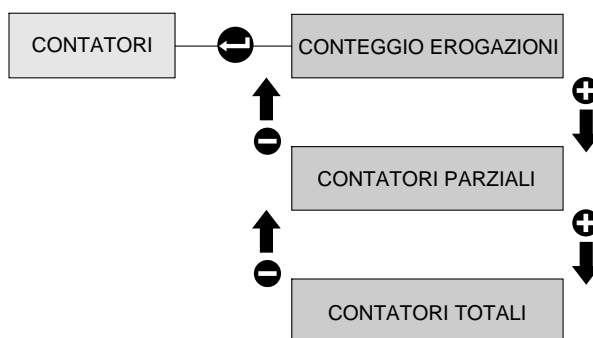 CONTATORI
CONTEGGIO EROGAZIONI
CONTATORI PARZIALI
CONTATORI TOTALI